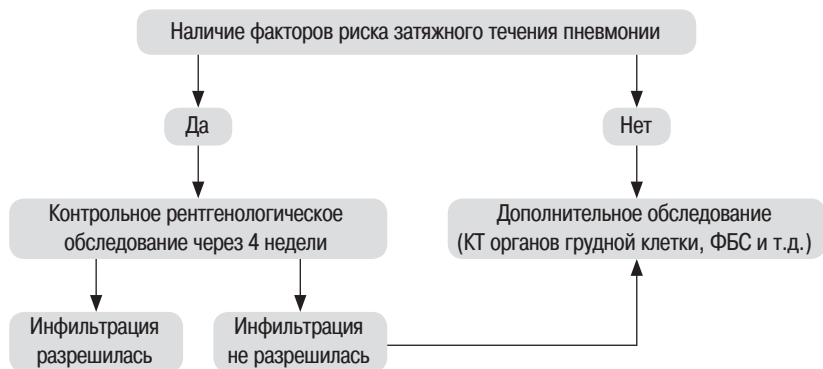 Наличие факторов риска затяжного течения пневмонии
Да
Нет
Контрольное рентгенологическое
обследование через 4 недели
Дополнительное обследование
(КТ органов грудной клетки, ФБС и т.д.)
Инфильтрация
разрешилась
Инфильтрация
не разрешилась